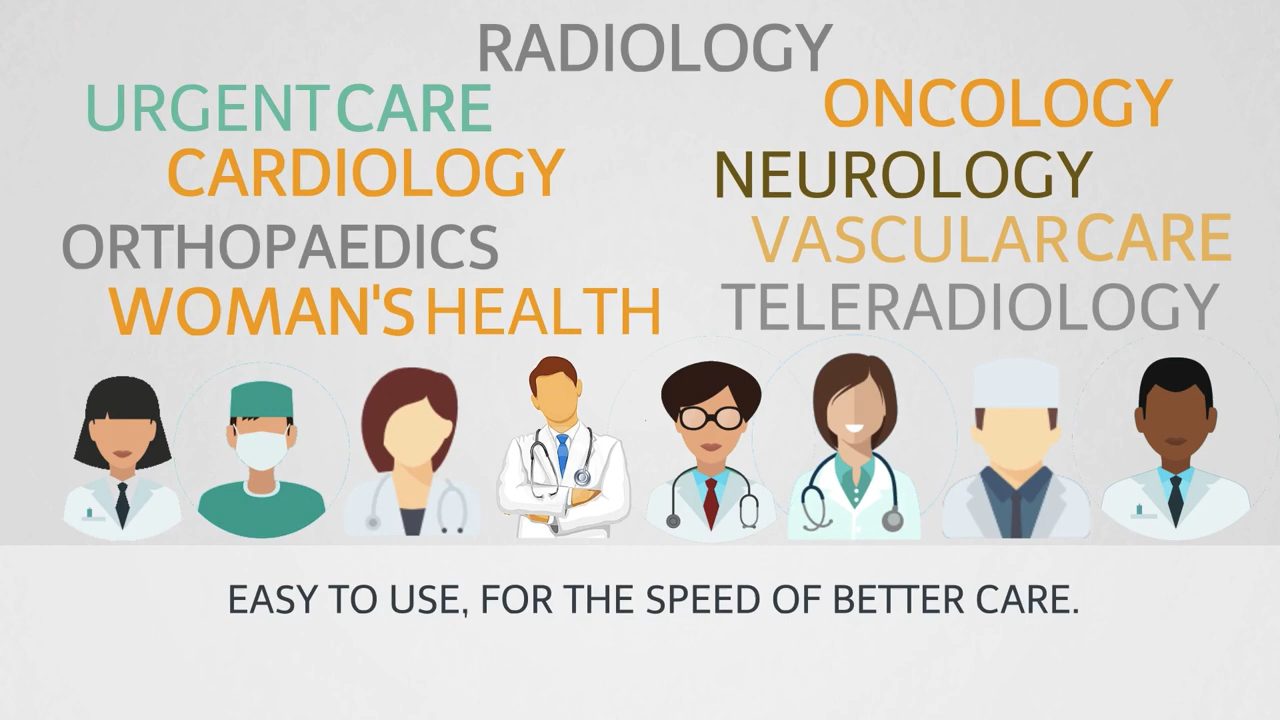 RADIOLOGY
URGENT CARE
ONCOLOGY
CARDIOLOGY
NEUROLOGY
ORTHOPAEDICS
VASCULAR CARE
WOMAN'S HEALTH
TELERADIOLOGY
EASY TO USE, FOR THE SPEED OF BETTER CARE.